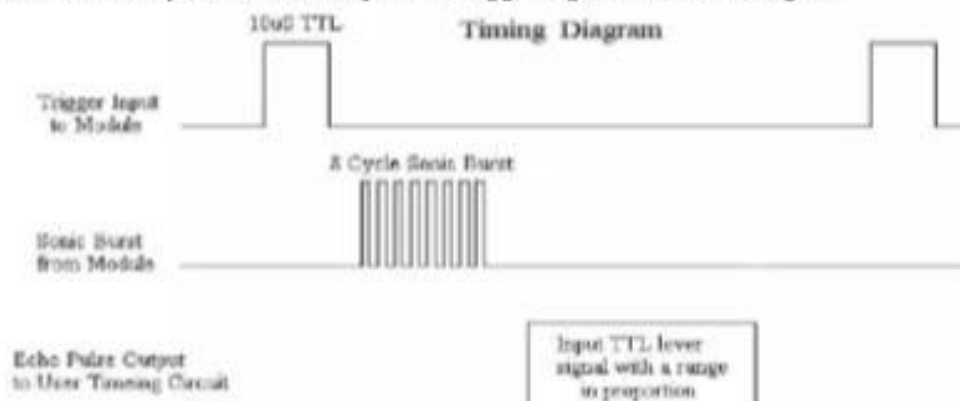 10uS TTL
Timing Diagram
Trigger Input
to Module
8 Cycle Sonic Burst
Sonic Burst
from Module
Input TTL lever
signal with a range
in proportion
Echo Pulse Output
to User Timming Circuit